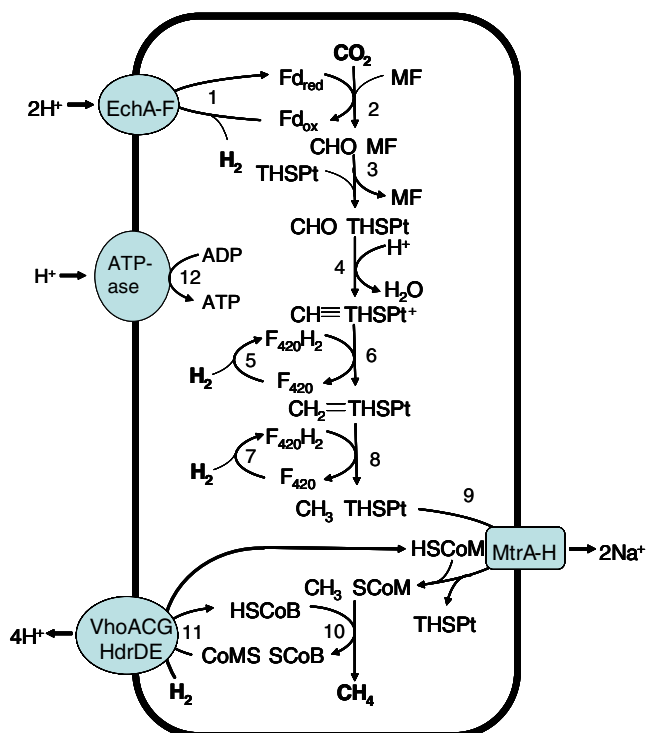 CO₂
Fd_red
MF
2H⁺
EchA-F
1
2
Fd_ox
H₂
CHO MF
THSPt
3
MF
CHO THSPt
H⁺
4
H₂O
H⁺
ATP-
ase
ADP
12
ATP
CH≡THSPt⁺
F₄₂₀H₂
H₂
5
6
F₄₂₀
CH₂=THSPt
F₄₂₀H₂
H₂
7
8
F₄₂₀
CH₃ THSPt
9
HSCoM
MtrA-H
2Na⁺
CH₃ SCoM
THSPt
4H⁺
VhoACG
HdrDE
11
HSCoB
10
CoMS SCoB
H₂
CH₄